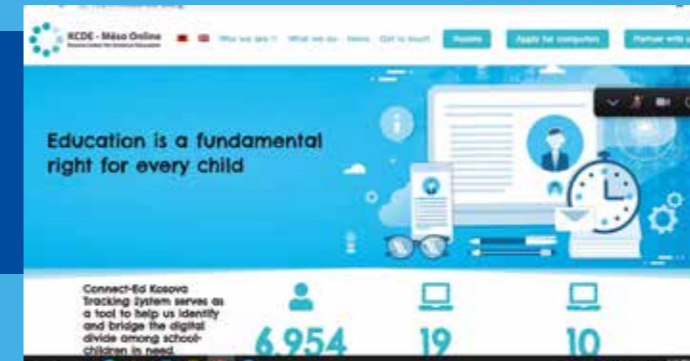 KCDE - Mëso Online
Who we are ? What we do News Get in touch Donate Apply for computers Partner with
Education is a fundamental
right for every child
Connect-Ed Kosova
Tracking System serves as
a tool to help us identify
and bridge the digital
divide among school-
children in need.
6,954 19 10